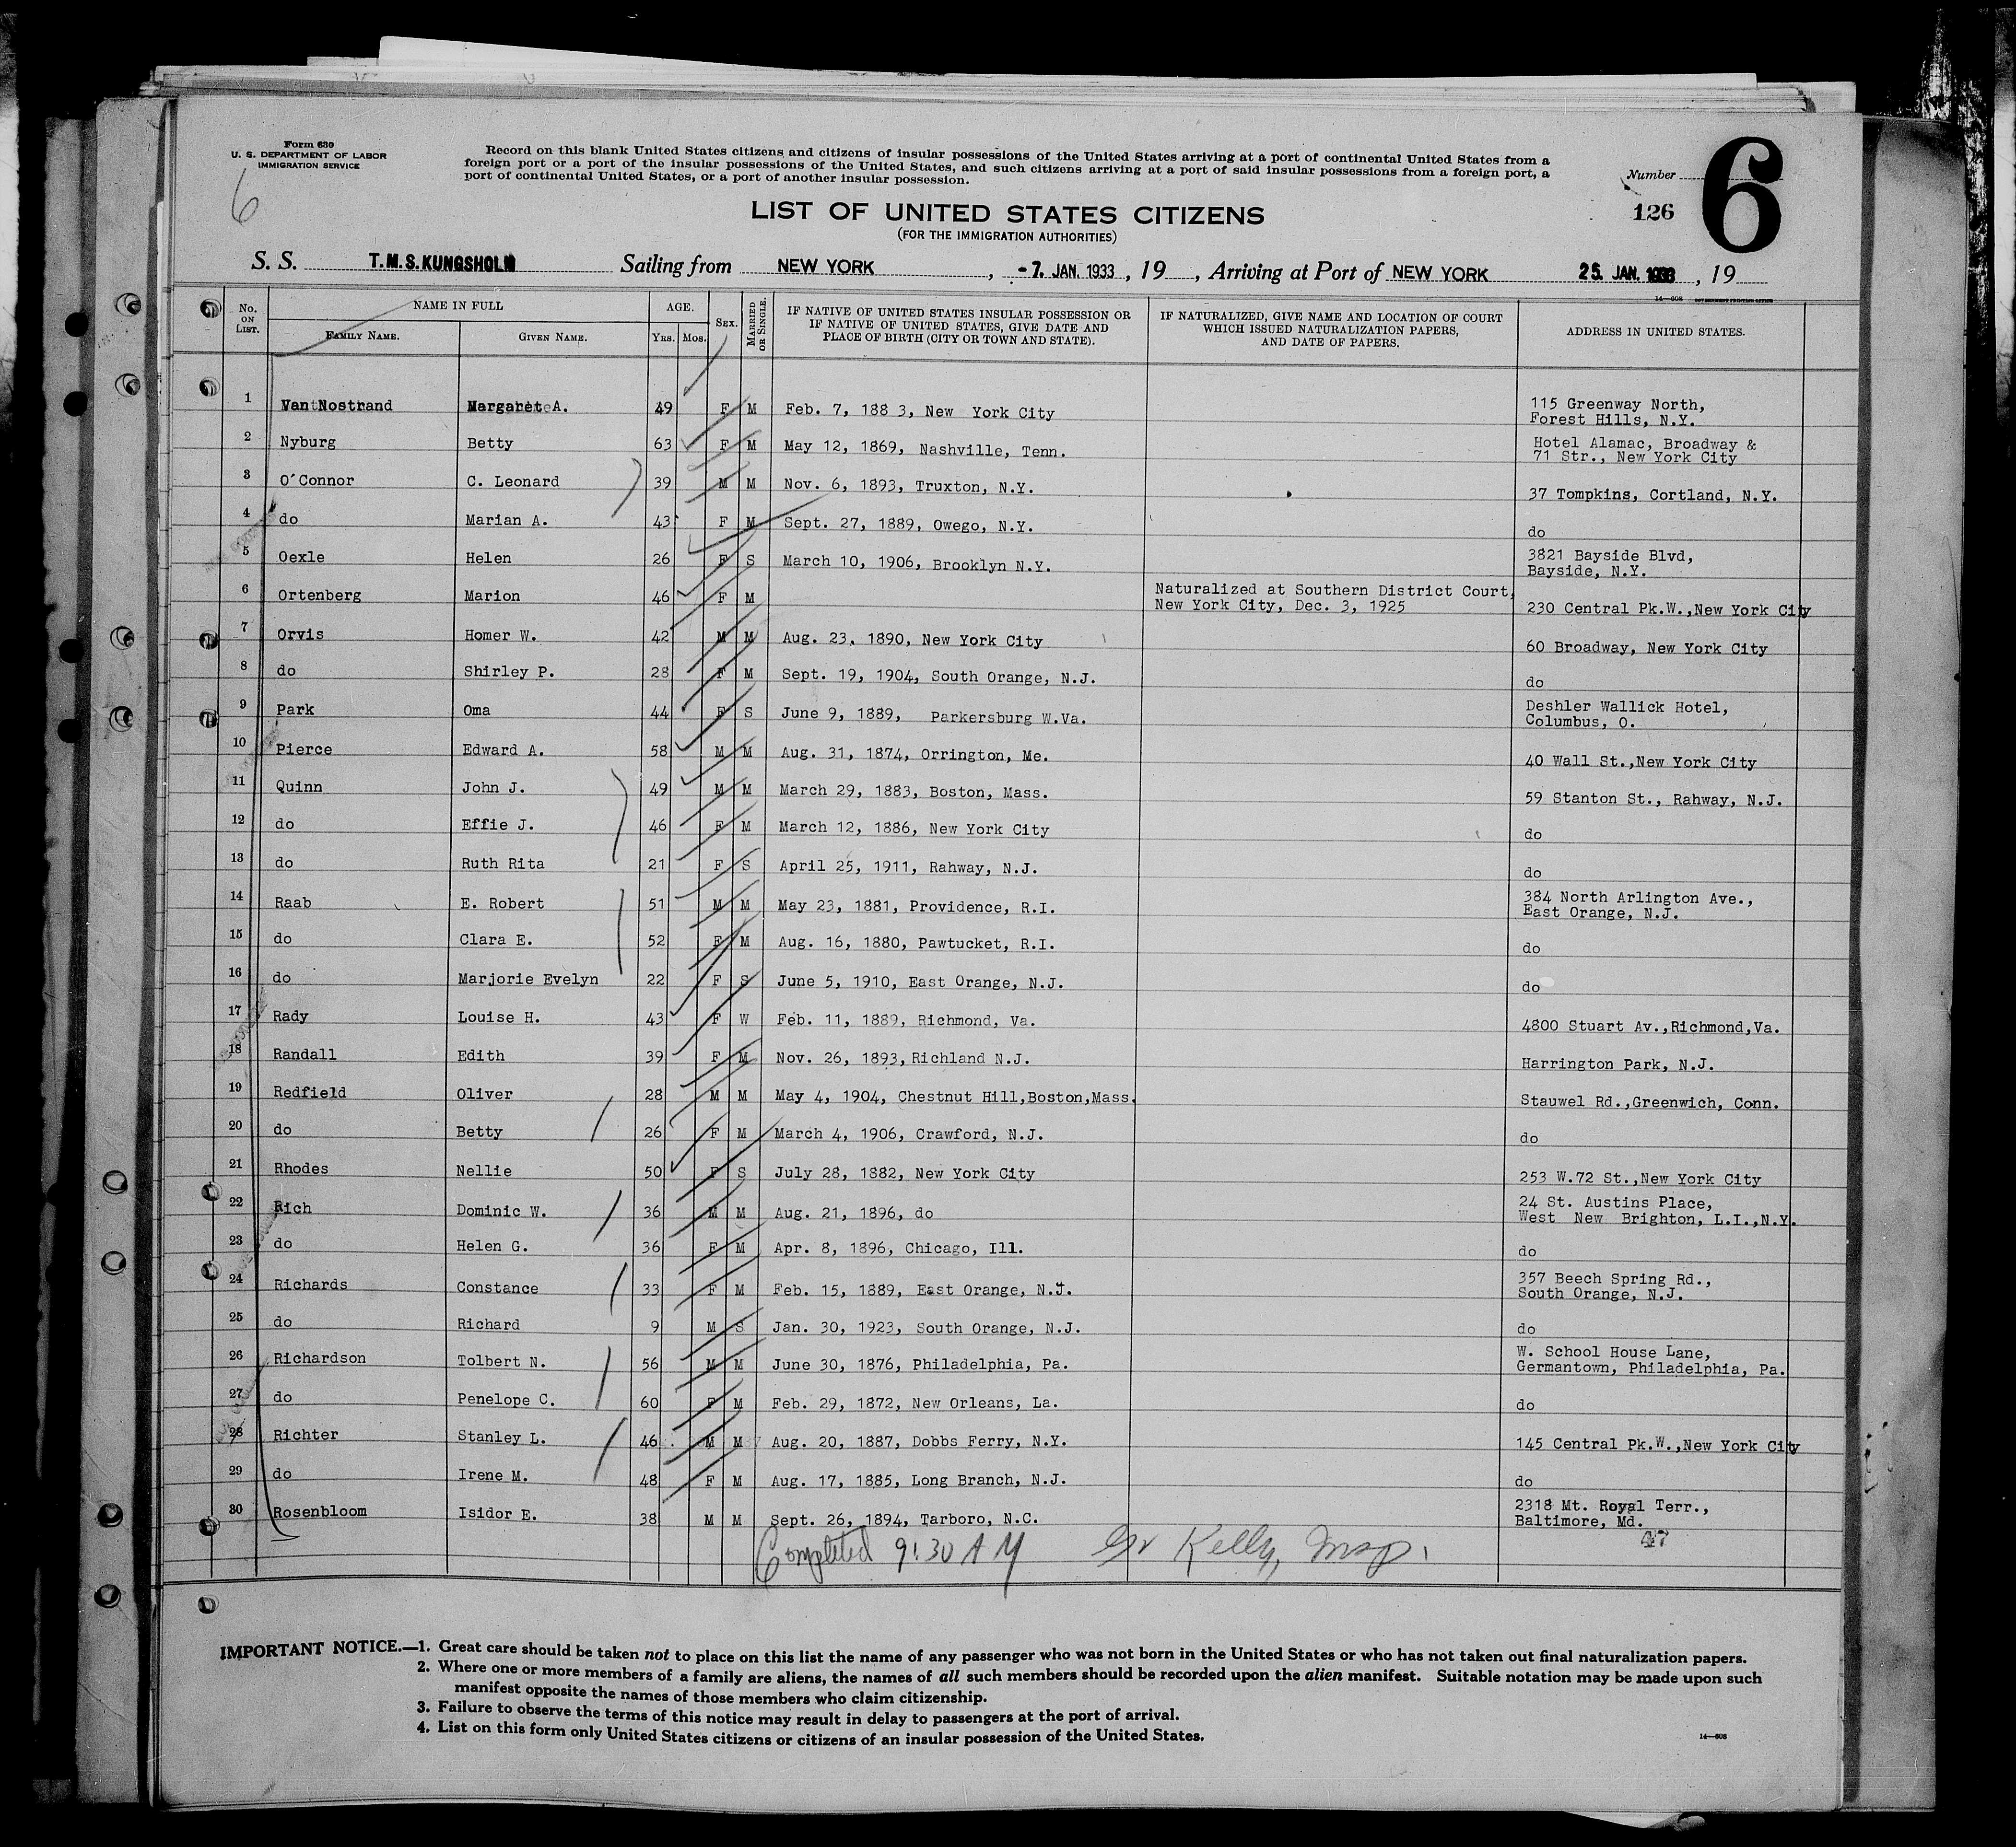 Form 630
U. S. DEPARTMENT OF LABOR
IMMIGRATION SERVICE
6
Record on this blank United States citizens and citizens of insular possessions of the United States arriving at a port of continental United States from a
foreign port or a port of the insular possessions of the United States, and such citizens arriving at a port of said insular possessions from a foreign port, a
port of continental United States, or a port of another insular possession.
Number 6
126
LIST OF UNITED STATES CITIZENS
(FOR THE IMMIGRATION AUTHORITIES)
S. S. T.M.S. KUNGSHOLM Sailing from NEW YORK, -7. JAN. 1933, 19 , Arriving at Port of NEW YORK 25. JAN. 1933, 19
14—608 GOVERNMENT PRINTING OFFICE
No. ON LIST. NAME IN FULL FAMILY NAME. GIVEN NAME. AGE. YRS. MOS. SEX. MARRIED OR SINGLE. IF NATIVE OF UNITED STATES INSULAR POSSESSION OR IF NATIVE OF UNITED STATES, GIVE DATE AND PLACE OF BIRTH (CITY OR TOWN AND STATE). IF NATURALIZED, GIVE NAME AND LOCATION OF COURT WHICH ISSUED NATURALIZATION PAPERS, AND DATE OF PAPERS. ADDRESS IN UNITED STATES.
1 Van Nostrand Margaret A. 49 F M Feb. 7, 188 3, New York City 115 Greenway North,
Forest Hills, N.Y.
2 Nyburg Betty 63 F M May 12, 1869, Nashville, Tenn. Hotel Alamac, Broadway &
71 Str., New York City
3 O'Connor C. Leonard 39 M M Nov. 6, 1893, Truxton, N.Y. 37 Tompkins, Cortland, N.Y.
4 do Marian A. 43 F M Sept. 27, 1889, Owego, N.Y. do
5 Oexle Helen 26 F S March 10, 1906, Brooklyn N.Y. 3821 Bayside Blvd,
Bayside, N.Y.
6 Ortenberg Marion 46 F M Naturalized at Southern District Court,
New York City, Dec. 3, 1925 230 Central Pk.W.,New York City
7 Orvis Homer W. 42 M M Aug. 23, 1890, New York City 60 Broadway, New York City
8 do Shirley P. 28 F M Sept. 19, 1904, South Orange, N.J. do
9 Park Oma 44 F S June 9, 1889, Parkersburg W.Va. Deshler Wallick Hotel,
Columbus, O.
10 Pierce Edward A. 58 M M Aug. 31, 1874, Orrington, Me. 40 Wall St.,New York City
11 Quinn John J. 49 M M March 29, 1883, Boston, Mass. 59 Stanton St., Rahway, N.J.
12 do Effie J. 46 F M March 12, 1886, New York City do
13 do Ruth Rita 21 F S April 25, 1911, Rahway, N.J. do
14 Raab E. Robert 51 M M May 23, 1881, Providence, R.I. 384 North Arlington Ave.,
East Orange, N.J.
15 do Clara E. 52 F M Aug. 16, 1880, Pawtucket, R.I. do
16 do Marjorie Evelyn 22 F S June 5, 1910, East Orange, N.J. do
17 Rady Louise H. 43 F W Feb. 11, 1889, Richmond, Va. 4800 Stuart Av.,Richmond,Va.
18 Randall Edith 39 F M Nov. 26, 1893, Richland N.J. Harrington Park, N.J.
19 Redfield Oliver 28 M M May 4, 1904, Chestnut Hill,Boston,Mass. Stauwel Rd.,Greenwich, Conn.
20 do Betty 26 F M March 4, 1906, Crawford, N.J. do
21 Rhodes Nellie 50 F S July 28, 1882, New York City 253 W.72 St.,New York City
22 Rich Dominic W. 36 M M Aug. 21, 1896, do 24 St. Austins Place,
West New Brighton, L.I.,N.Y.
23 do Helen G. 36 F M Apr. 8, 1896, Chicago, Ill. do
24 Richards Constance 33 F M Feb. 15, 1889, East Orange, N.J. 357 Beech Spring Rd.,
South Orange, N.J.
25 do Richard 9 M S Jan. 30, 1923, South Orange, N.J. do
26 Richardson Tolbert N. 56 M M June 30, 1876, Philadelphia, Pa. W. School House Lane,
Germantown, Philadelphia, Pa.
27 do Penelope C. 60 F M Feb. 29, 1872, New Orleans, La. do
28 Richter Stanley L. 46 M M Aug. 20, 1887, Dobbs Ferry, N.Y. 145 Central Pk.W.,New York City
29 do Irene M. 48 F M Aug. 17, 1885, Long Branch, N.J. do
30 Rosenbloom Isidor E. 38 M M Sept. 26, 1894, Tarboro, N.C. 2318 Mt. Royal Terr.,
Baltimore, Md.
Completed 9:30 AM Kelly, Insp. 47
IMPORTANT NOTICE.—1. Great care should be taken not to place on this list the name of any passenger who was not born in the United States or who has not taken out final naturalization papers.
2. Where one or more members of a family are aliens, the names of all such members should be recorded upon the alien manifest. Suitable notation may be made upon such
manifest opposite the names of those members who claim citizenship.
3. Failure to observe the terms of this notice may result in delay to passengers at the port of arrival.
4. List on this form only United States citizens or citizens of an insular possession of the United States.
14—608